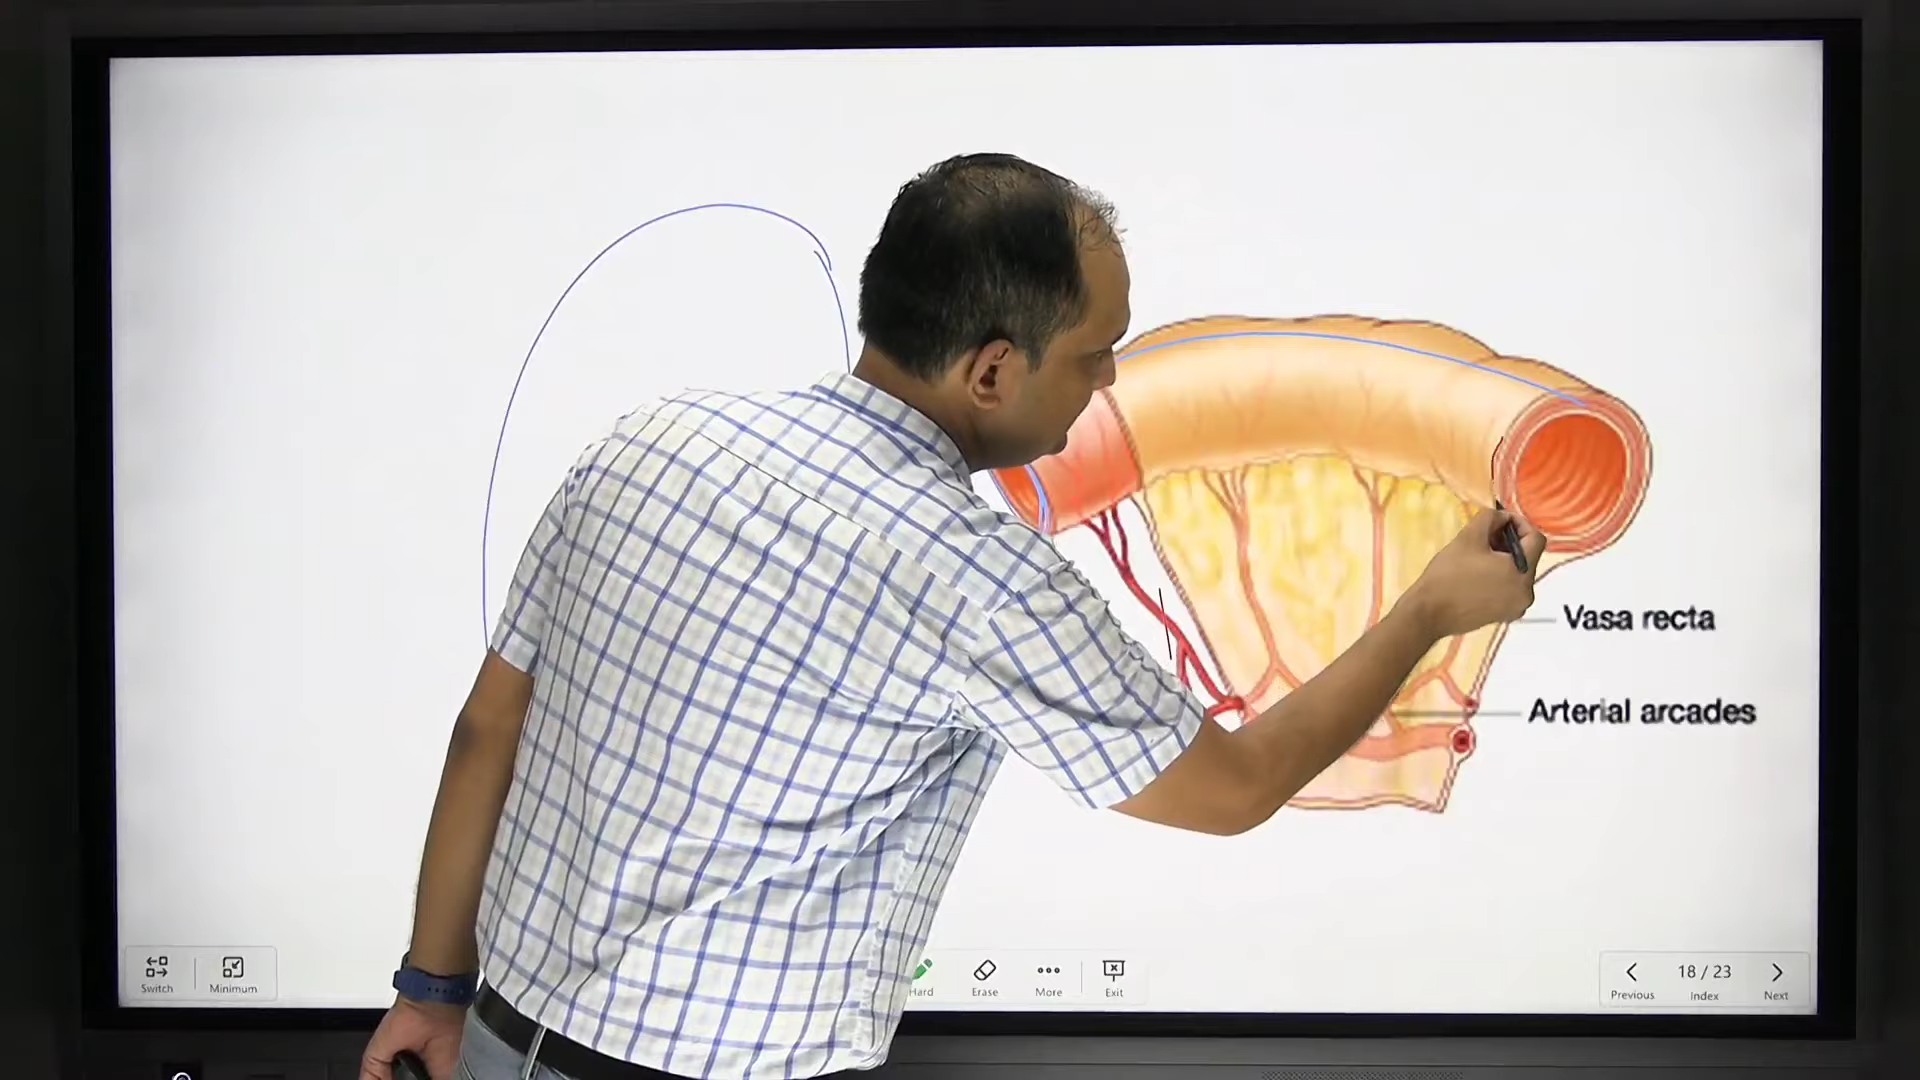 Vasa recta
Arterial arcades
Switch
Minimum
Hard
Erase
More
Exit
18 / 23
Previous
Index
Next